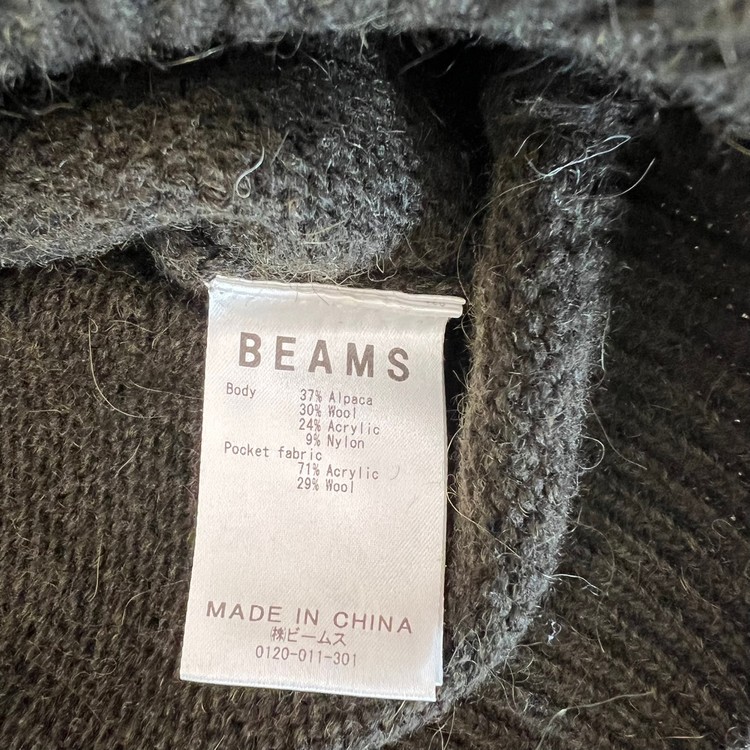 BEAMS
Body 37% Alpaca
30% Wool
24% Acrylic
9% Nylon
Pocket fabric
71% Acrylic
29% Wool
MADE IN CHINA
㈱ビームス
0120-011-301